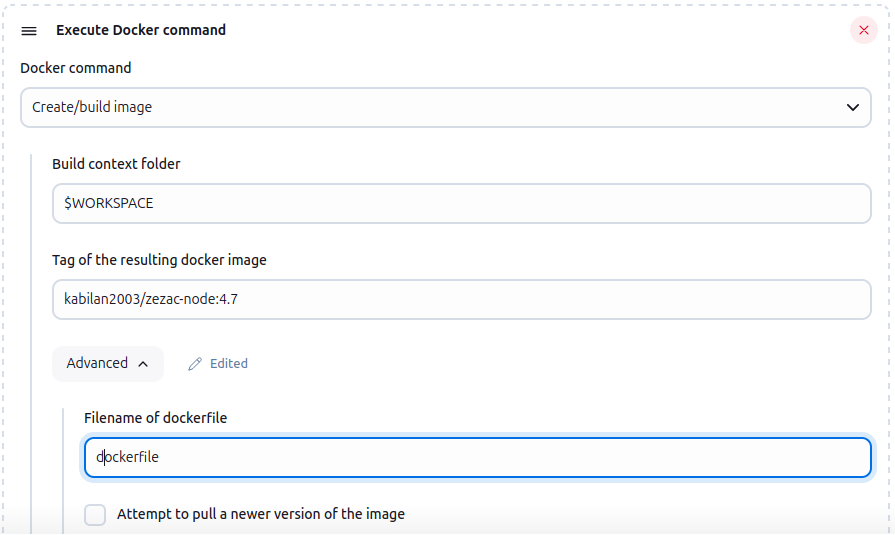 Execute Docker command
Docker command
Create/build image
Build context folder
$WORKSPACE
Tag of the resulting docker image
kabilan2003/zezac-node:4.7
Advanced
Edited
Filename of dockerfile
dockerfile
Attempt to pull a newer version of the image